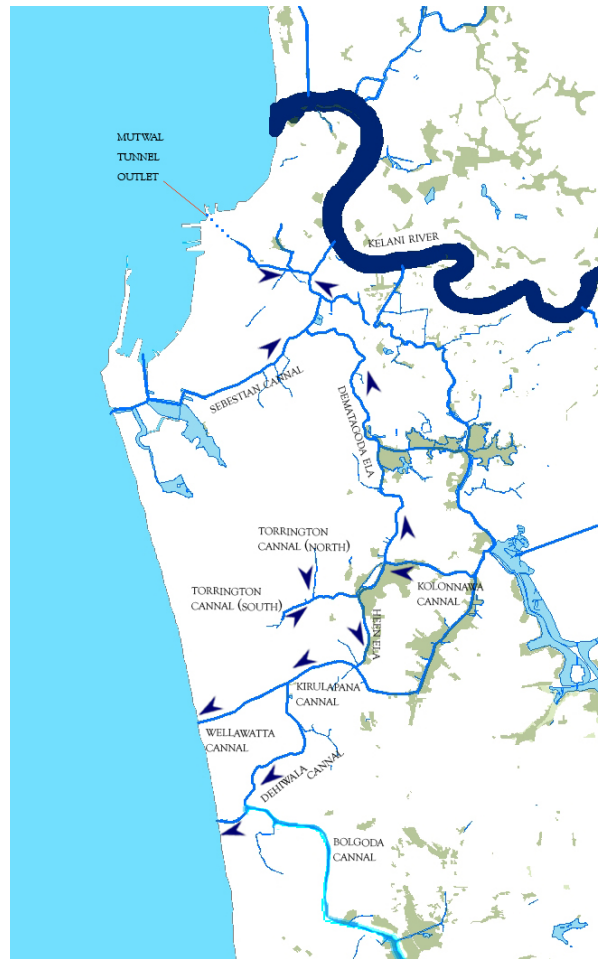 MUTWAL
TUNNEL
OUTLET
KELANI RIVER
SEBESTIAN CANNAL
DEMATAGODA ELA
TORRINGTON
CANNAL (NORTH)
TORRINGTON
CANNAL (SOUTH)
KOLONNAWA
CANNAL
HEEN ELA
KIRULAPANA
CANNAL
WELLAWATTA
CANNAL
DEHIWALA CANNAL
BOLGODA
CANNAL